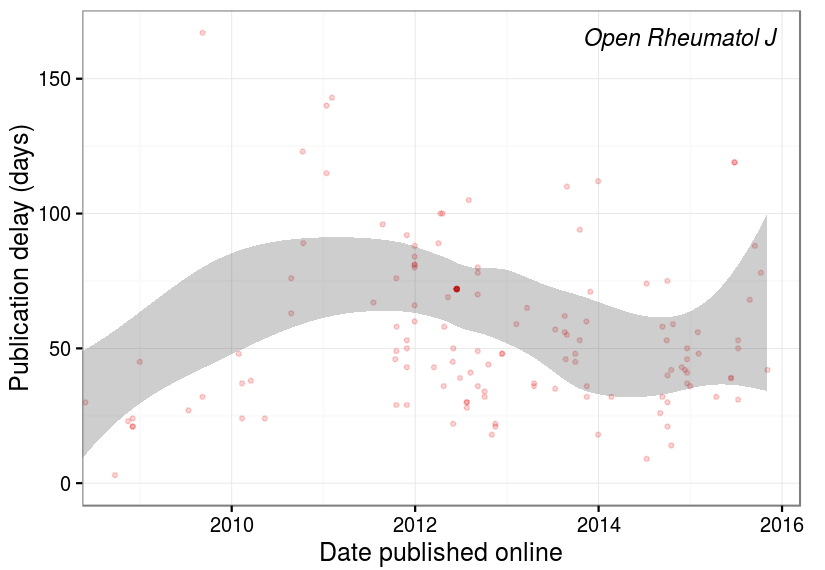 Open Rheumatol J
Publication delay (days)
150
100
50
0
2010 2012 2014 2016
Date published online